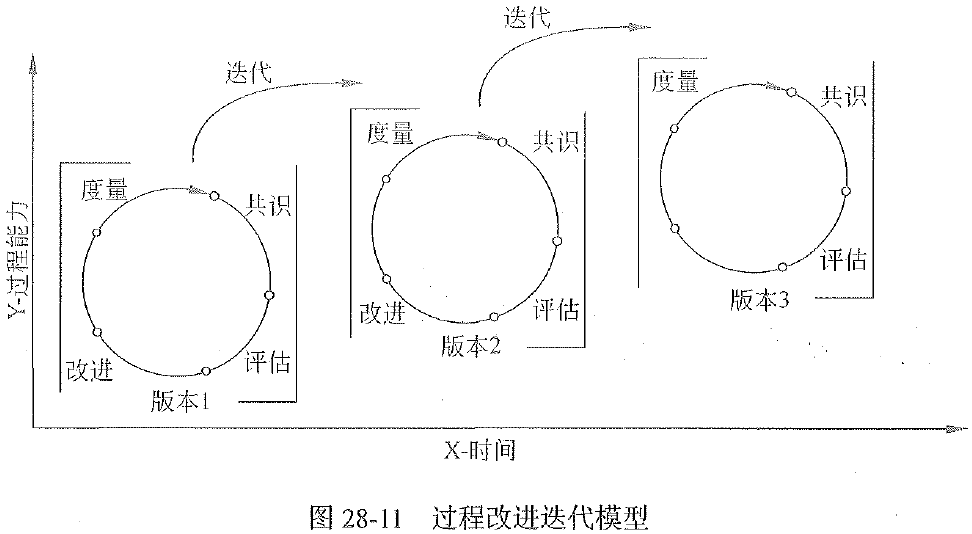 迭代
迭代
度量
共识
度量
共识
度量
共识
Y-过程能力
改进
评估
版本1
改进
评估
版本2
评估
版本3
X-时间
图 28-11 过程改进迭代模型